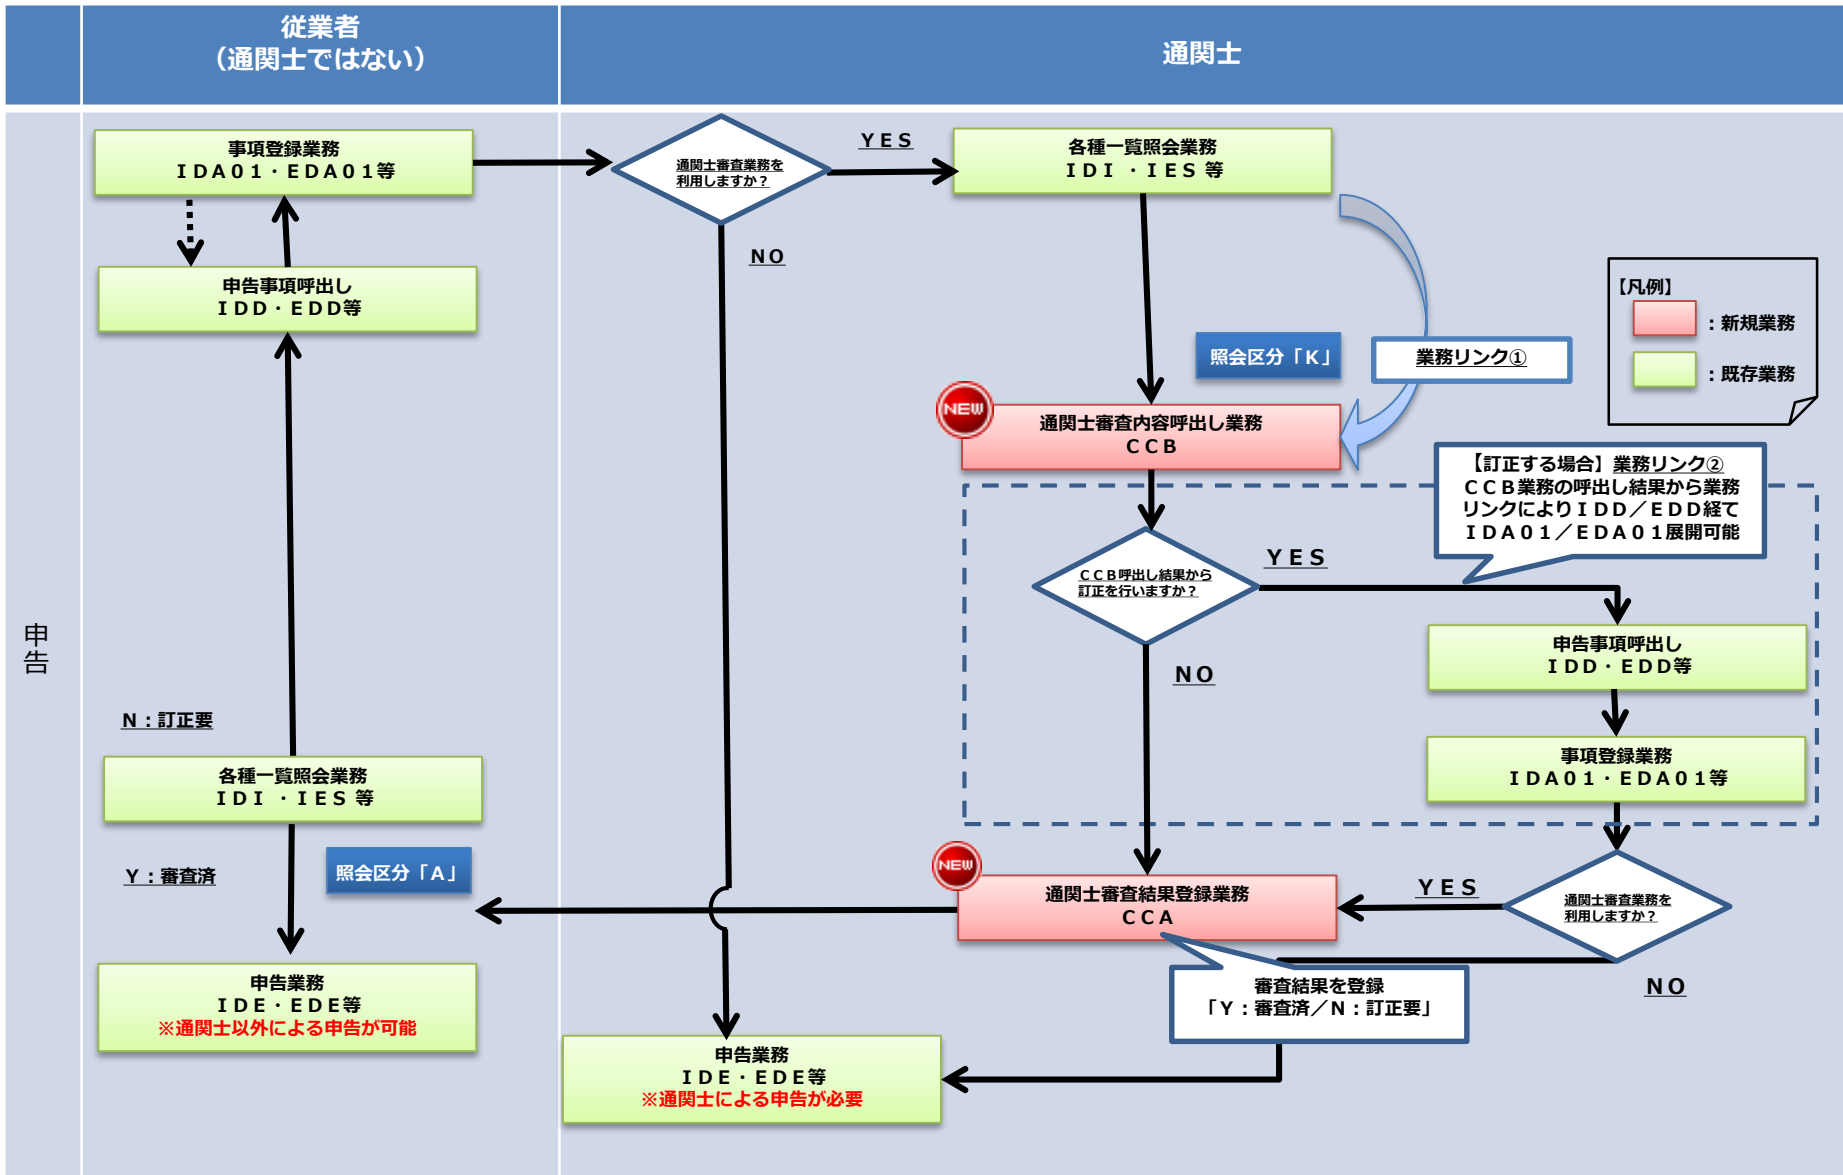 従業者
（通関士ではない）
通関士
申告
事項登録業務
ＩＤＡ０１・ＥＤＡ０１等
申告事項呼出し
ＩＤＤ・ＥＤＤ等
N：訂正要
各種一覧照会業務
ＩＤＩ ・ＩＥＳ 等
Y：審査済
照会区分「A」
申告業務
ＩＤＥ・ＥＤＥ等
※通関士以外による申告が可能
通関士審査業務を
利用しますか？
ＹＥＳ
ＮＯ
各種一覧照会業務
ＩＤＩ ・ＩＥＳ 等
照会区分「K」
業務リンク①
【凡例】
：新規業務
：既存業務
NEW
通関士審査内容呼出し業務
ＣＣＢ
【訂正する場合】業務リンク②
ＣＣＢ業務の呼出し結果から業務
リンクによりＩＤＤ／ＥＤＤ経て
ＩＤＡ０１／ＥＤＡ０１展開可能
ＣＣＢ呼出し結果から
訂正を行いますか？
ＹＥＳ
ＮＯ
申告事項呼出し
ＩＤＤ・ＥＤＤ等
事項登録業務
ＩＤＡ０１・ＥＤＡ０１等
通関士審査業務を
利用しますか？
ＹＥＳ
ＮＯ
NEW
通関士審査結果登録業務
ＣＣＡ
審査結果を登録
「Y：審査済／N：訂正要」
申告業務
ＩＤＥ・ＥＤＥ等
※通関士による申告が必要